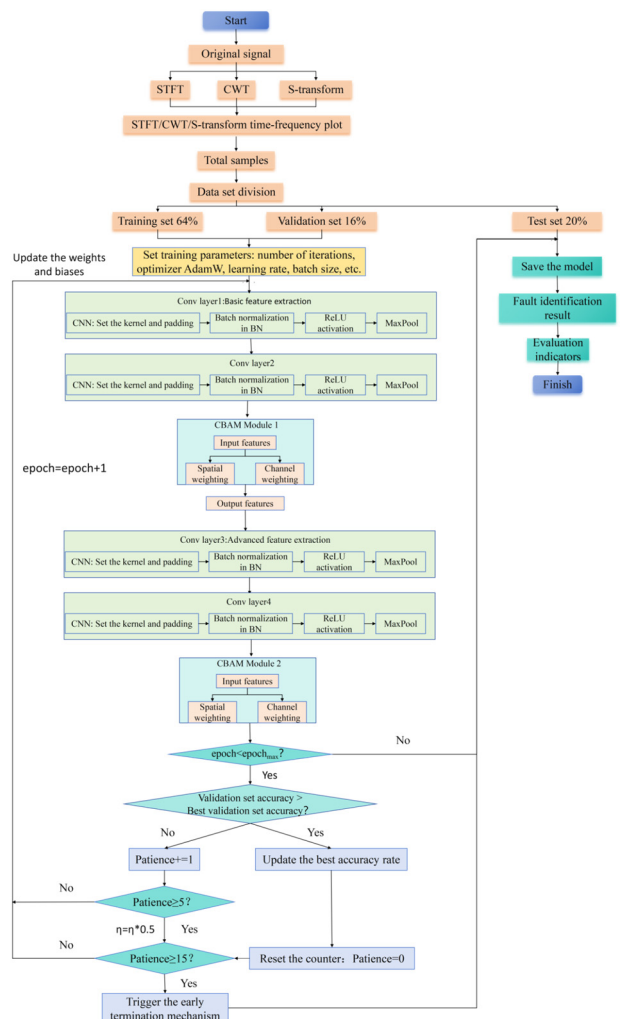 Start
Original signal
STFT
CWT
S-transform
STFT/CWT/S-transform time-frequency plot
Total samples
Data set division
Training set 64%
Validation set 16%
Test set 20%
Update the weights
and biases
Set training parameters: number of iterations,
optimizer AdamW, learning rate, batch size, etc.
Save the model
Fault identification
result
Evaluation
indicators
Finish
Conv layer1:Basic feature extraction
CNN: Set the kernel and padding
Batch normalization
in BN
ReLU
activation
MaxPool
Conv layer2
CNN: Set the kernel and padding
Batch normalization
in BN
ReLU
activation
MaxPool
CBAM Module 1
Input features
Spatial
weighting
Channel
weighting
Output features
epoch=epoch+1
Conv layer3:Advanced feature extraction
CNN: Set the kernel and padding
Batch normalization
in BN
ReLU
activation
MaxPool
Conv layer4
CNN: Set the kernel and padding
Batch normalization
in BN
ReLU
activation
MaxPool
CBAM Module 2
Input features
Spatial
weighting
Channel
weighting
epoch<epochmax?
No
Yes
Validation set accuracy >
Best validation set accuracy?
No
Yes
Patience+=1
Update the best accuracy rate
No
Patience≥5?
η=η*0.5
Yes
No
Patience≥15?
Reset the counter：Patience=0
Yes
Trigger the early
termination mechanism